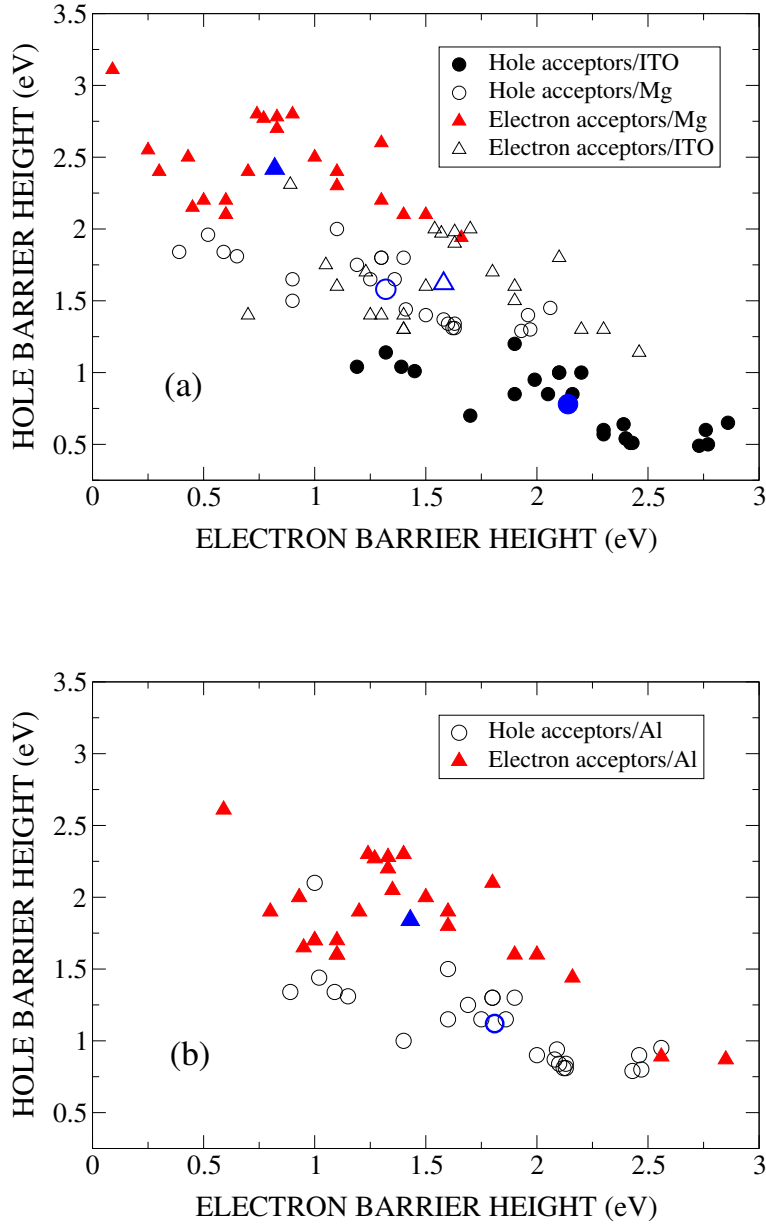 3.5
3
2.5
2
1.5
1
0.5
HOLE BARRIER HEIGHT (eV)
Hole acceptors/ITO
Hole acceptors/Mg
Electron acceptors/Mg
Electron acceptors/ITO
(a)
0 0.5 1 1.5 2 2.5 3
ELECTRON BARRIER HEIGHT (eV)
3.5
3
2.5
2
1.5
1
0.5
HOLE BARRIER HEIGHT (eV)
Hole acceptors/Al
Electron acceptors/Al
(b)
0 0.5 1 1.5 2 2.5 3
ELECTRON BARRIER HEIGHT (eV)